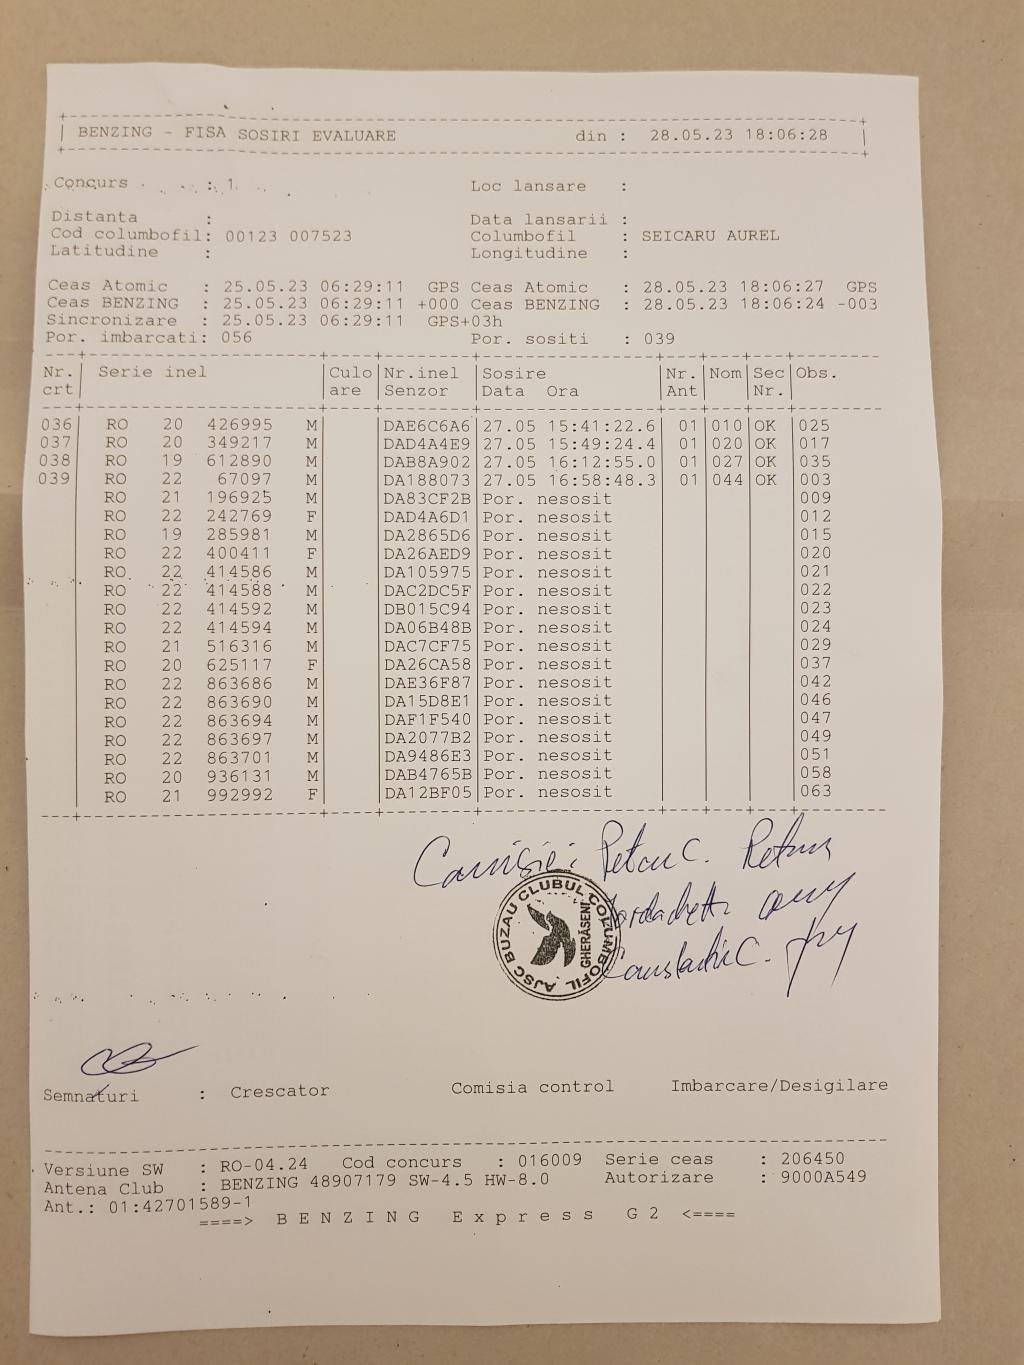 BENZING - FISA SOSIRI EVALUARE din : 28.05.23 18:06:28
Concurs : 1 Loc lansare :
Distanta : Data lansarii :
Cod columbofil: 00123 007523 Columbofil : SEICARU AUREL
Latitudine : Longitudine :
Ceas Atomic : 25.05.23 06:29:11 GPS Ceas Atomic : 28.05.23 18:06:27 GPS
Ceas BENZING : 25.05.23 06:29:11 +000 Ceas BENZING : 28.05.23 18:06:24 -003
Sincronizare : 25.05.23 06:29:11 GPS+03h
Por. imbarcati: 056 Por. sositi : 039
Nr. Serie inel Culo Nr.inel Sosire Nr. Nom Sec Obs.
crt are Senzor Data Ora Ant Nr.
036 RO 20 426995 M DAE6C6A6 27.05 15:41:22.6 01 010 OK 025
037 RO 20 349217 M DAD4A4E9 27.05 15:49:24.4 01 020 OK 017
038 RO 19 612890 M DAB8A902 27.05 16:12:55.0 01 027 OK 035
039 RO 22 67097 M DA188073 27.05 16:58:48.3 01 044 OK 003
RO 21 196925 M DA83CF2B Por. nesosit 009
RO 22 242769 F DAD4A6D1 Por. nesosit 012
RO 19 285981 M DA2865D6 Por. nesosit 015
RO 22 400411 F DA26AED9 Por. nesosit 020
RO 22 414586 M DA105975 Por. nesosit 021
RO 22 414588 M DAC2DC5F Por. nesosit 022
RO 22 414592 M DB015C94 Por. nesosit 023
RO 22 414594 M DA06B48B Por. nesosit 024
RO 21 516316 M DAC7CF75 Por. nesosit 029
RO 20 625117 F DA26CA58 Por. nesosit 037
RO 22 863686 M DAE36F87 Por. nesosit 042
RO 22 863690 M DA15D8E1 Por. nesosit 046
RO 22 863694 M DAF1F540 Por. nesosit 047
RO 22 863697 M DA2077B2 Por. nesosit 049
RO 22 863701 M DA9486E3 Por. nesosit 051
RO 20 936131 M DAB4765B Por. nesosit 058
RO 21 992992 F DA12BF05 Por. nesosit 063
Comisie:
AJSC BUZAU CLUBUL COLUMBOFIL
GHERĂSENI
Constantin C.
Semnaturi : Crescator Comisia control Imbarcare/Desigilare
Versiune SW : RO-04.24 Cod concurs : 016009 Serie ceas : 206450
Antena Club : BENZING 48907179 SW-4.5 HW-8.0 Autorizare : 9000A549
Ant.: 01:42701589-1
====> B E N Z I N G E x p r e s s G 2 <====